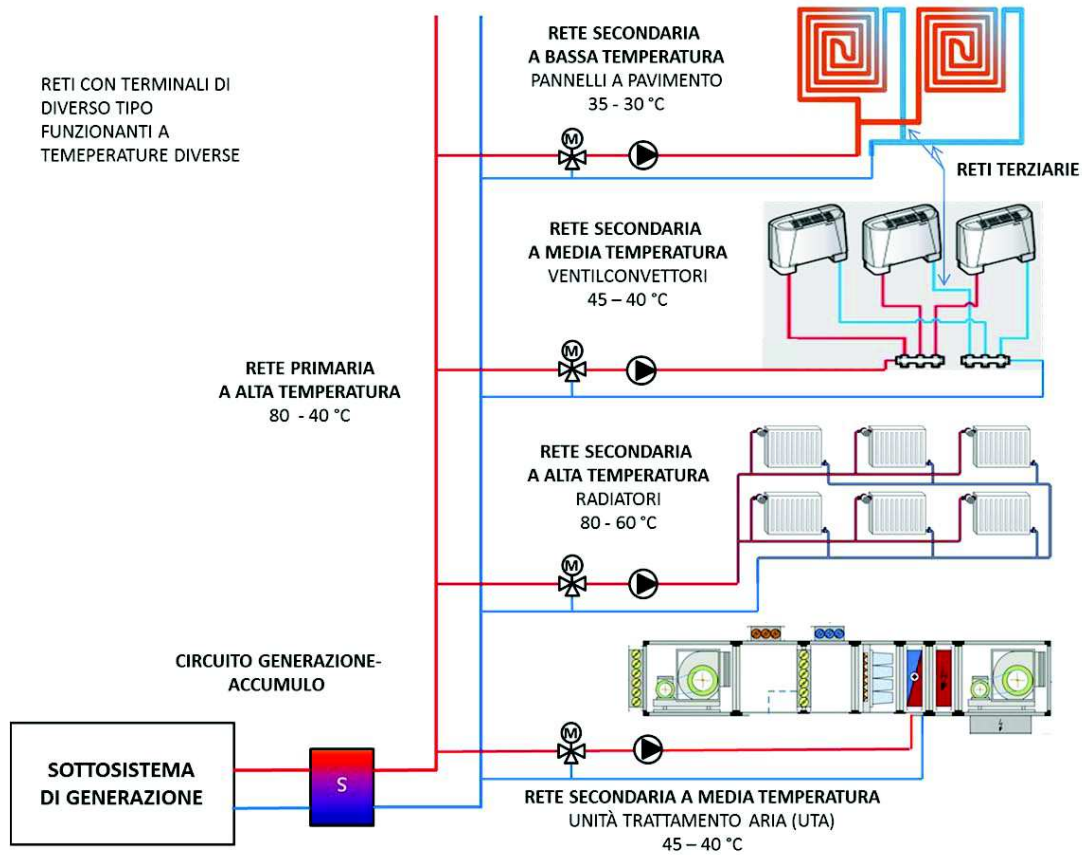 RETI CON TERMINALI DI
DIVERSO TIPO
FUNZIONANTI A
TEMEPERATURE DIVERSE
RETE SECONDARIA
A BASSA TEMPERATURA
PANNELLI A PAVIMENTO
35 - 30 °C
M
RETI TERZIARIE
RETE SECONDARIA
A MEDIA TEMPERATURA
VENTILCONVETTORI
45 – 40 °C
M
RETE PRIMARIA
A ALTA TEMPERATURA
80 - 40 °C
RETE SECONDARIA
A ALTA TEMPERATURA
RADIATORI
80 - 60 °C
M
CIRCUITO GENERAZIONE-
ACCUMULO
M
SOTTOSISTEMA
DI GENERAZIONE
S
RETE SECONDARIA A MEDIA TEMPERATURA
UNITÀ TRATTAMENTO ARIA (UTA)
45 – 40 °C